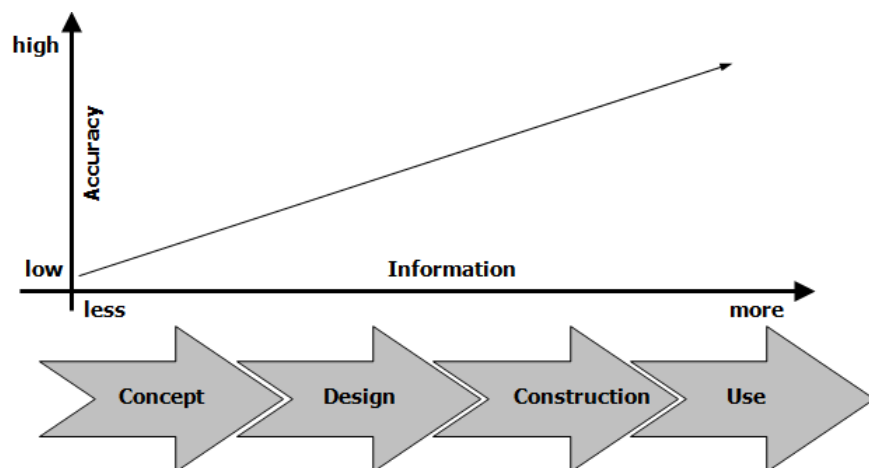 high
Accuracy
low
Information
less
more
Concept
Design
Construction
Use